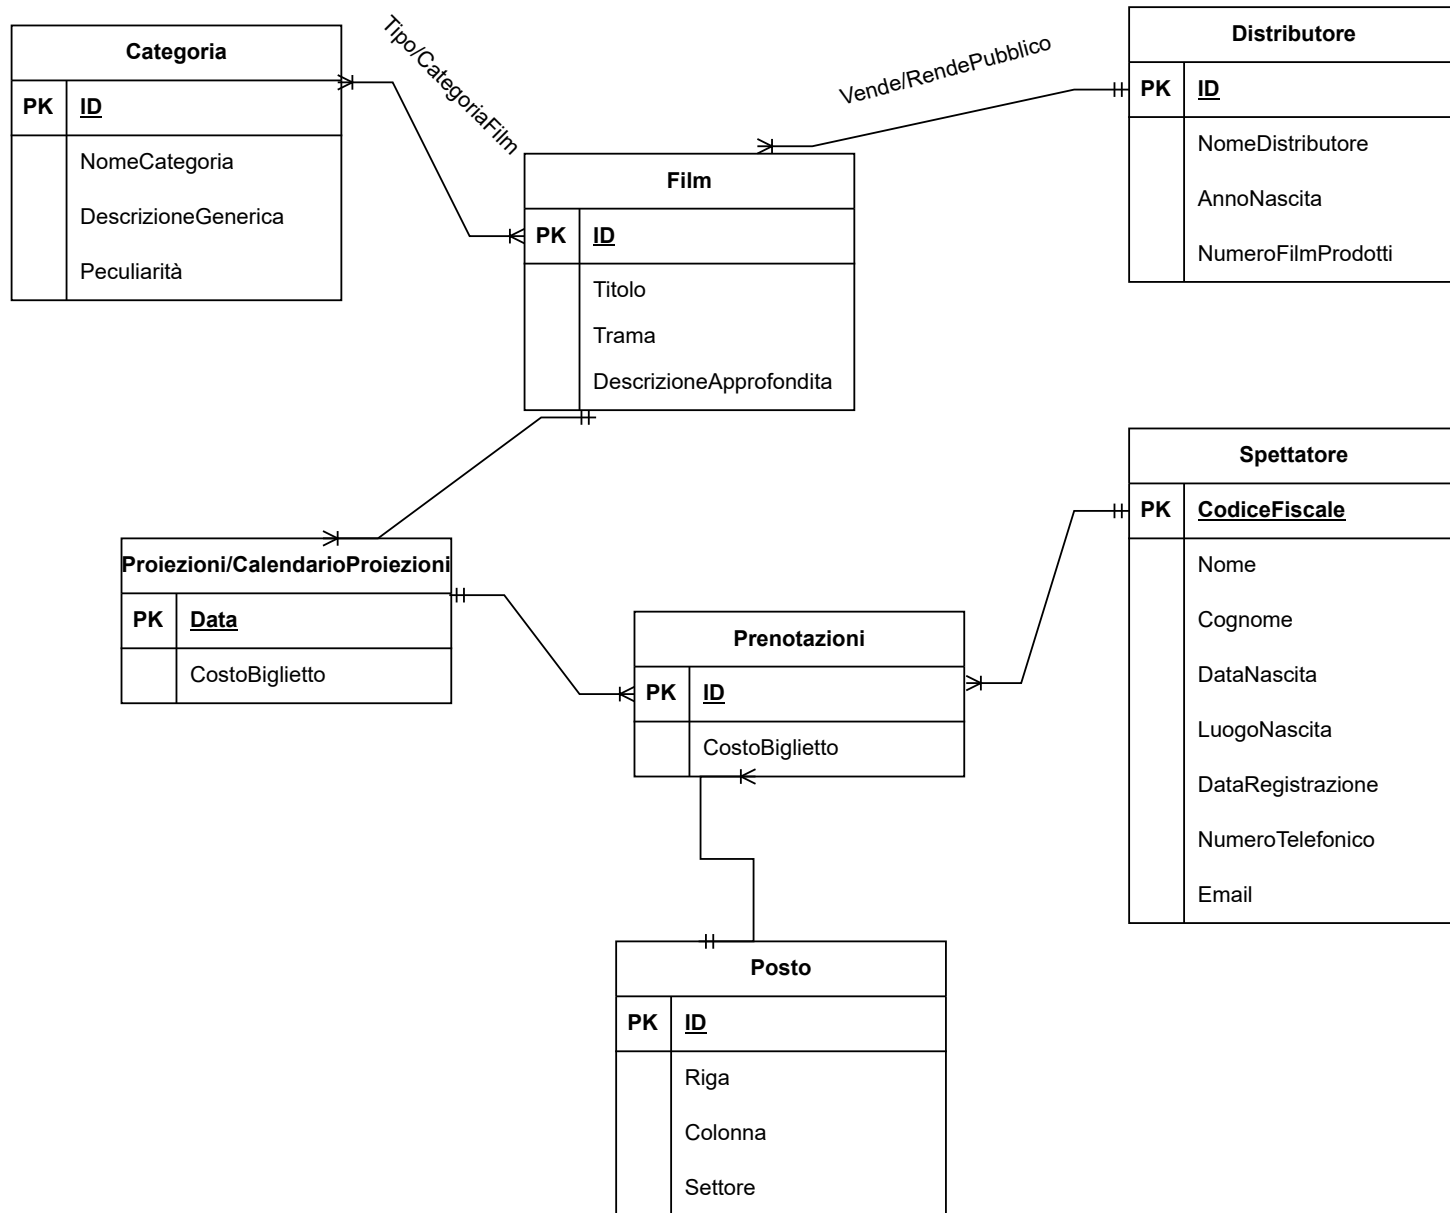 Categoria
PK ID
NomeCategoria
DescrizioneGenerica
Peculiarità
Tipo/CategoriaFilm
Vende/RendePubblico
Distributore
PK ID
NomeDistributore
AnnoNascita
NumeroFilmProdotti
Film
PK ID
Titolo
Trama
DescrizioneApprofondita
Spettatore
PK CodiceFiscale
Nome
Cognome
DataNascita
LuogoNascita
DataRegistrazione
NumeroTelefonico
Email
Proiezioni/CalendarioProiezioni
PK Data
CostoBiglietto
Prenotazioni
PK ID
CostoBiglietto
Posto
PK ID
Riga
Colonna
Settore